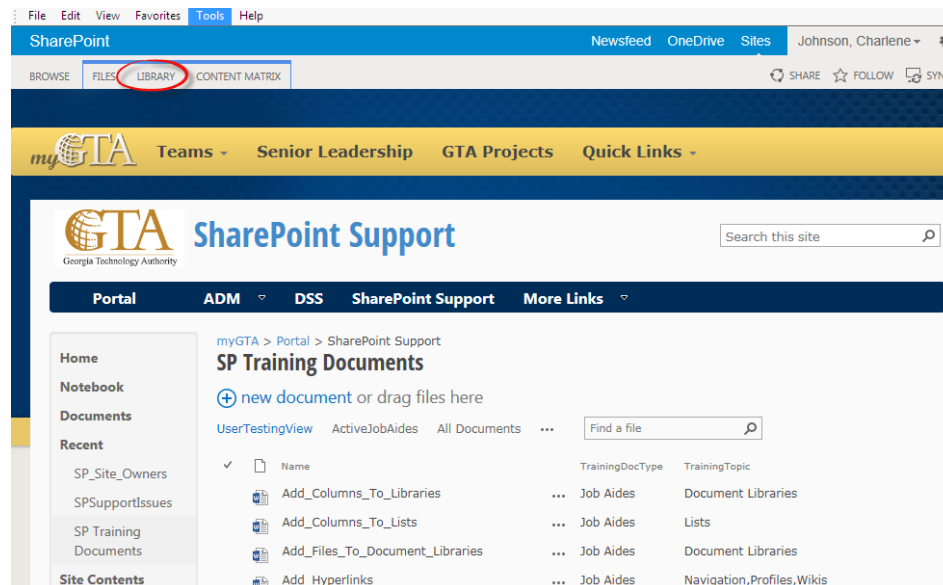 File Edit View Favorites Tools Help
SharePoint Newsfeed OneDrive Sites Johnson, Charlene
BROWSE FILES LIBRARY CONTENT MATRIX SHARE FOLLOW SYN
myGTA Teams Senior Leadership GTA Projects Quick Links
GTA
Georgia Technology Authority
SharePoint Support
Search this site
Portal ADM DSS SharePoint Support More Links
Home
Notebook
Documents
Recent
SP_Site_Owners
SPSupportIssues
SP Training
Documents
Site Contents
myGTA > Portal > SharePoint Support
SP Training Documents
new document or drag files here
UserTestingView ActiveJobAides All Documents ... Find a file
Name TrainingDocType TrainingTopic
Add_Columns_To_Libraries ... Job Aides Document Libraries
Add_Columns_To_Lists ... Job Aides Lists
Add_Files_To_Document_Libraries ... Job Aides Document Libraries
Add_Hyperlinks ... Job Aides Navigation,Profiles,Wikis